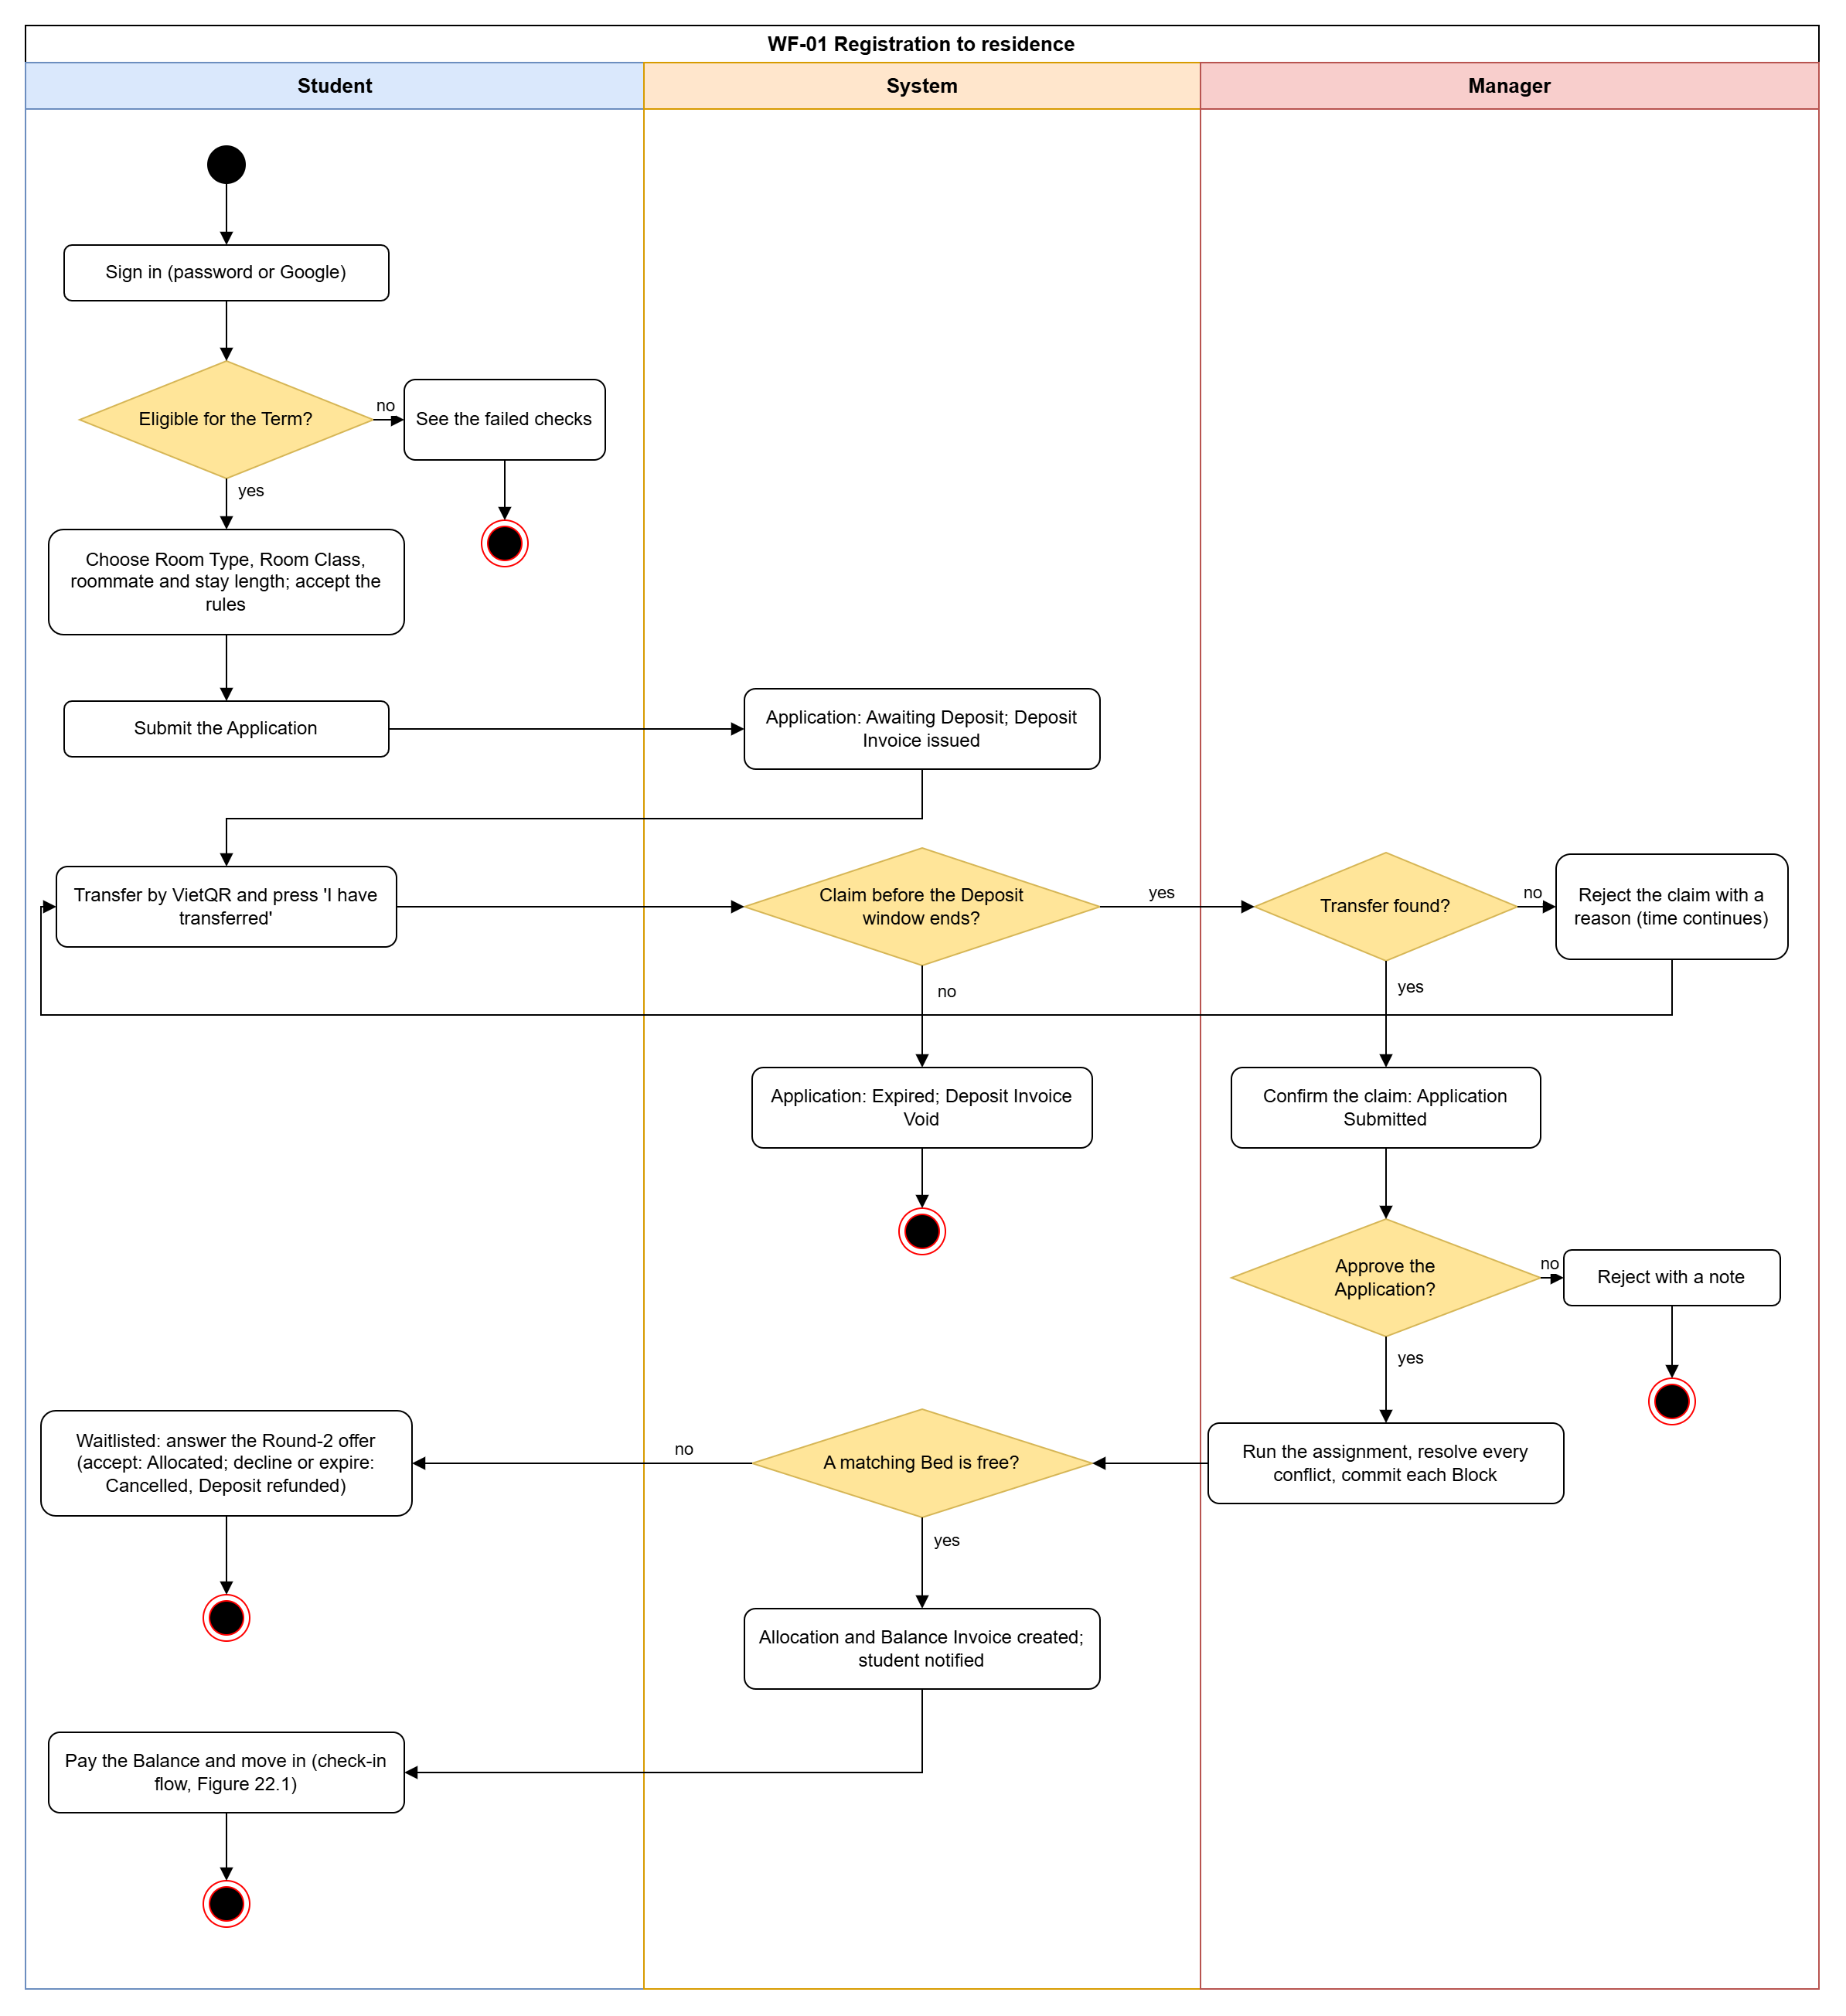 WF-01 Registration to residence
Student
System
Manager
Sign in (password or Google)
Eligible for the Term?
no
See the failed checks
yes
Choose Room Type, Room Class,
roommate and stay length; accept the
rules
Submit the Application
Application: Awaiting Deposit; Deposit
Invoice issued
Transfer by VietQR and press 'I have
transferred'
Claim before the Deposit
window ends?
yes
Transfer found?
no
Reject the claim with a
reason (time continues)
no
yes
Application: Expired; Deposit Invoice
Void
Confirm the claim: Application
Submitted
Approve the
Application?
no
Reject with a note
yes
Waitlisted: answer the Round-2 offer
(accept: Allocated; decline or expire:
Cancelled, Deposit refunded)
no
A matching Bed is free?
Run the assignment, resolve every
conflict, commit each Block
yes
Allocation and Balance Invoice created;
student notified
Pay the Balance and move in (check-in
flow, Figure 22.1)